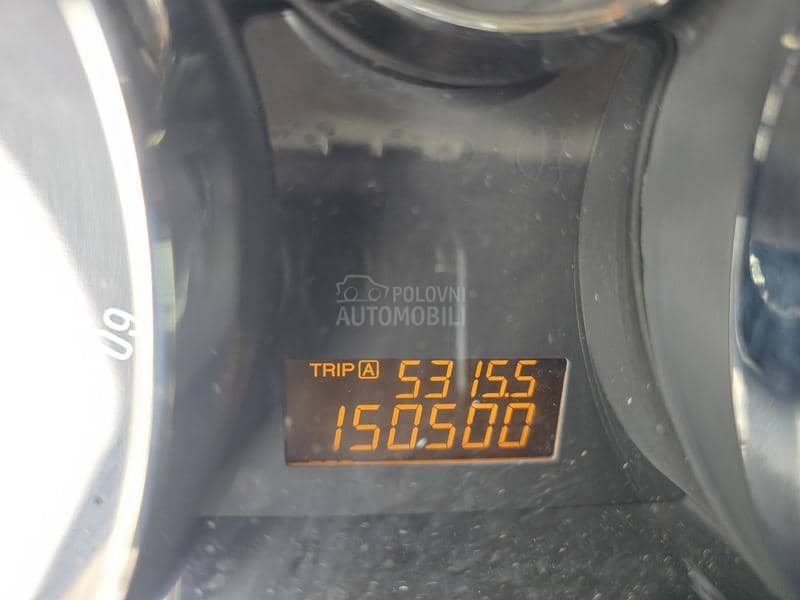 60
POLOVNI
AUTOMOBILI
TRIP A 5315.5
150500